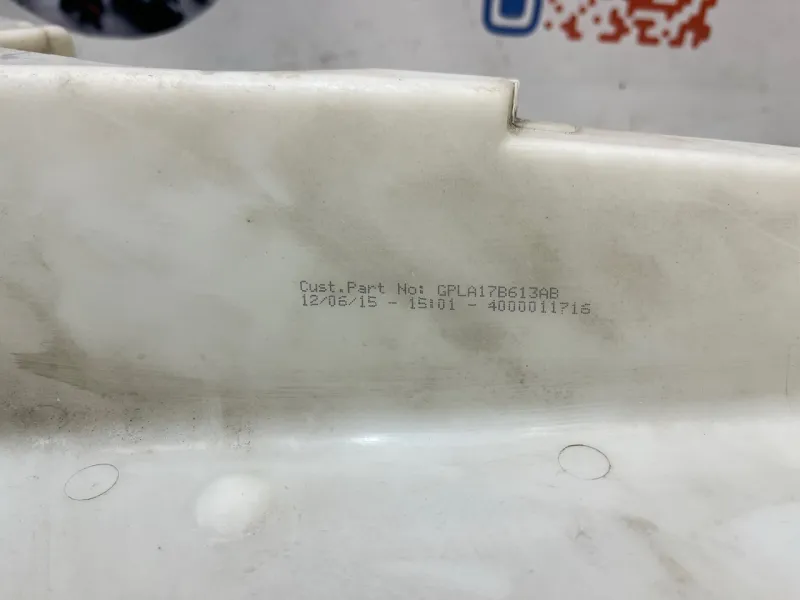 Cust.Part No: GPLA17B613AB
12/06/15 - 15:01 - 4000011716